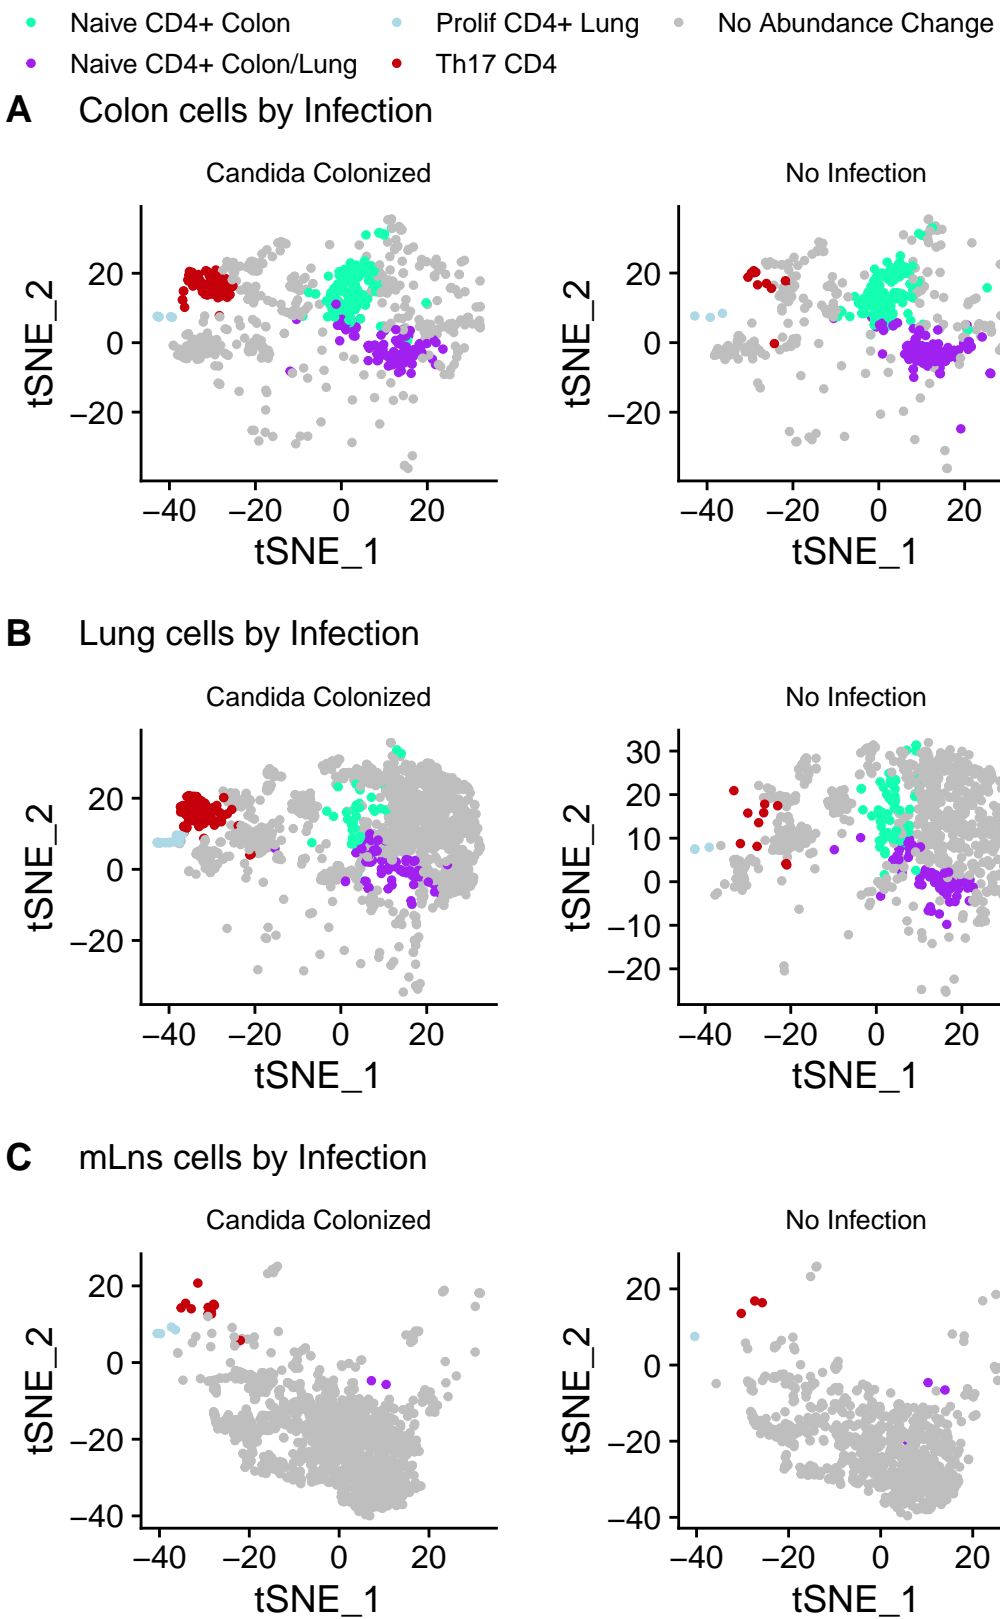 Naive CD4+ Colon Prolif CD4+ Lung No Abundance Change
Naive CD4+ Colon/Lung Th17 CD4
A Colon cells by Infection
Candida Colonized No Infection
tSNE_2 20 0 −20 tSNE_2 20 0 −20
−40 −20 0 20 −40 −20 0 20
tSNE_1 tSNE_1
B Lung cells by Infection
Candida Colonized No Infection
tSNE_2 20 0 −20 tSNE_2 30 20 10 0 −10 −20
−40 −20 0 20 −40 −20 0 20
tSNE_1 tSNE_1
C mLns cells by Infection
Candida Colonized No Infection
tSNE_2 20 0 −20 −40 tSNE_2 20 0 −20 −40
−40 −20 0 20 −40 −20 0 20
tSNE_1 tSNE_1